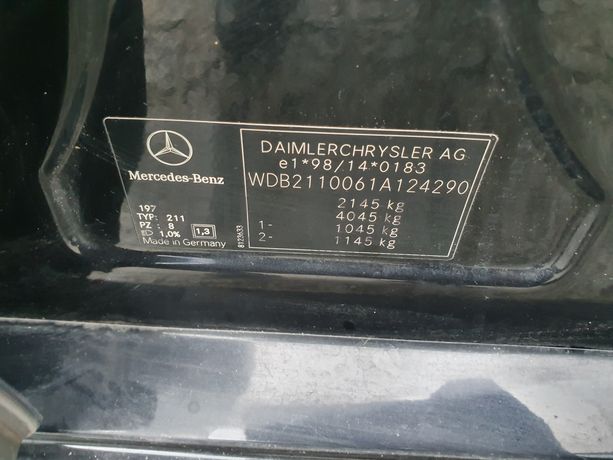 Mercedes-Benz
197
TYP: 211
PZ : 8
1,0% 1,3
Made in Germany
8123633
DAIMLERCHRYSLER AG
e1*98/14*0183
WDB2110061A124290
2145 kg
4045 kg
1- 1045 kg
2- 1145 kg